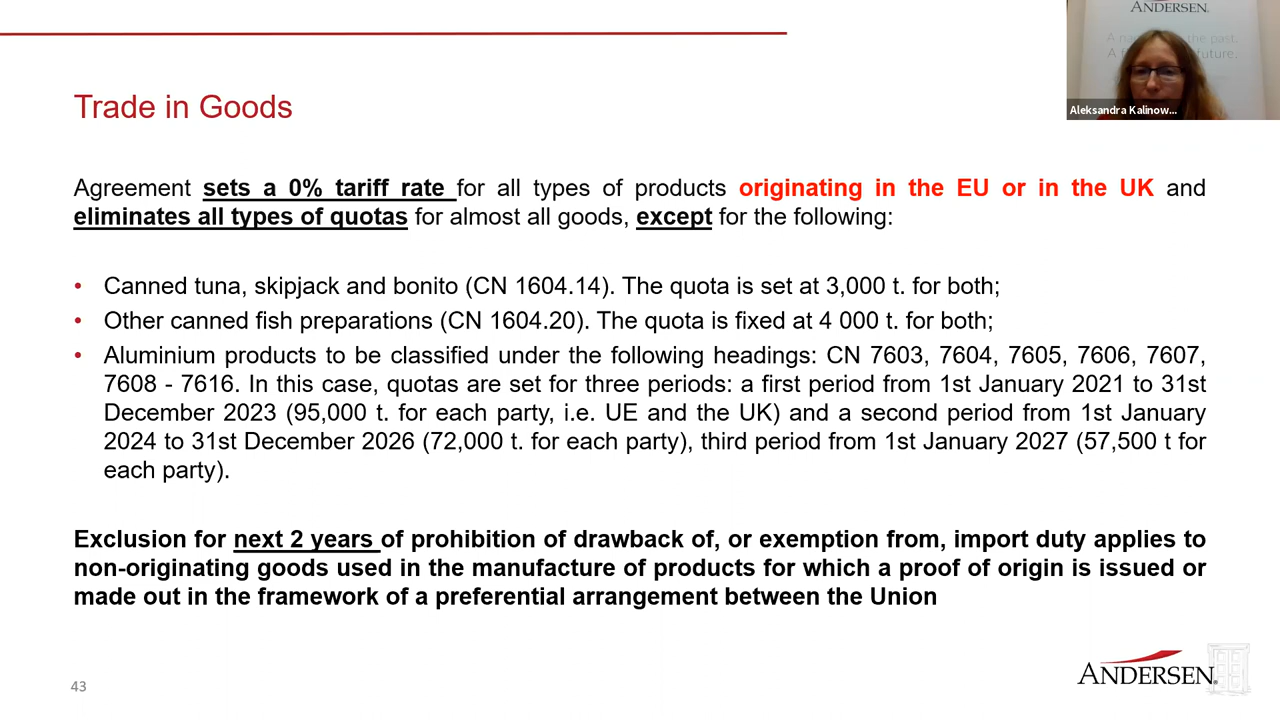 ANDERSEN.
A na the past.
A f future.
Aleksandra Kalinow...
Trade in Goods
Agreement sets a 0% tariff rate for all types of products originating in the EU or in the UK and
eliminates all types of quotas for almost all goods, except for the following:
• Canned tuna, skipjack and bonito (CN 1604.14). The quota is set at 3,000 t. for both;
• Other canned fish preparations (CN 1604.20). The quota is fixed at 4 000 t. for both;
• Aluminium products to be classified under the following headings: CN 7603, 7604, 7605, 7606, 7607,
7608 - 7616. In this case, quotas are set for three periods: a first period from 1st January 2021 to 31st
December 2023 (95,000 t. for each party, i.e. UE and the UK) and a second period from 1st January
2024 to 31st December 2026 (72,000 t. for each party), third period from 1st January 2027 (57,500 t for
each party).
Exclusion for next 2 years of prohibition of drawback of, or exemption from, import duty applies to
non-originating goods used in the manufacture of products for which a proof of origin is issued or
made out in the framework of a preferential arrangement between the Union
43
ANDERSEN®